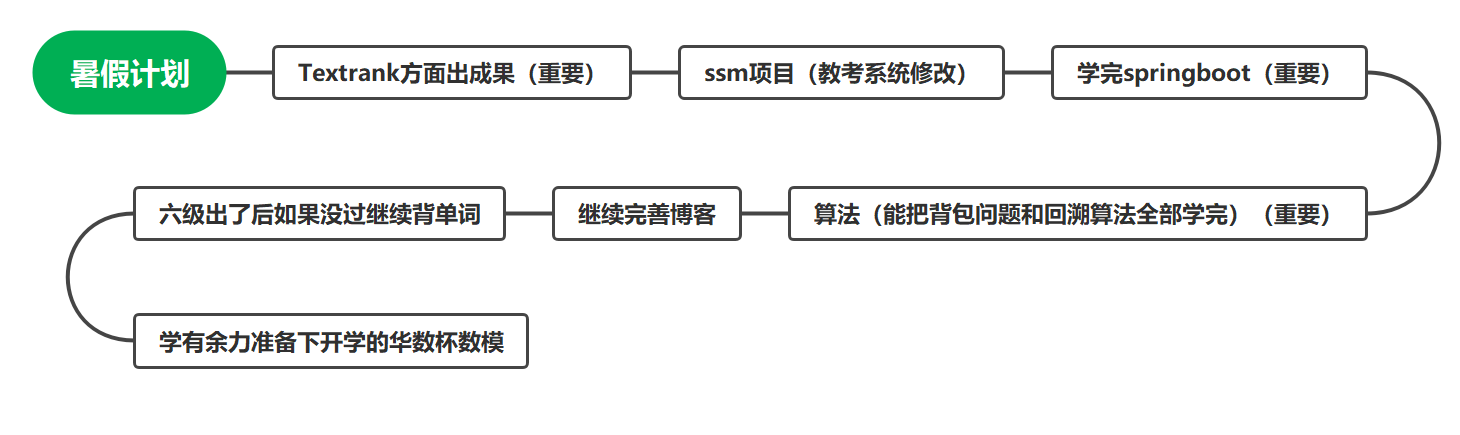 暑假计划
Textrank方面出成果（重要）
ssm项目（教考系统修改）
学完springboot（重要）
算法（能把背包问题和回溯算法全部学完）（重要）
继续完善博客
六级出了后如果没过继续背单词
学有余力准备下开学的华数杯数模